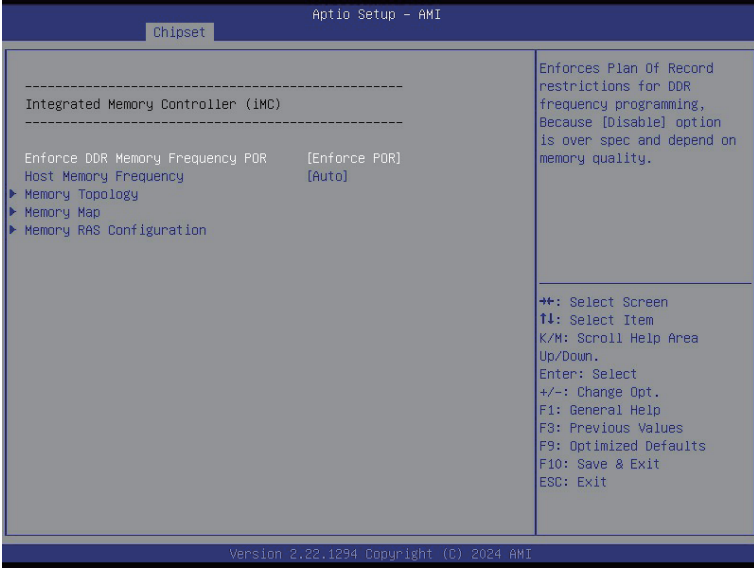 Aptio Setup – AMI
Chipset
--------------------------------------------------
Integrated Memory Controller (iMC)
--------------------------------------------------
Enforce DDR Memory Frequency POR [Enforce POR]
Host Memory Frequency [Auto]
Memory Topology
Memory Map
Memory RAS Configuration
Enforces Plan Of Record
restrictions for DDR
frequency programming,
Because [Disable] option
is over spec and depend on
memory quality.
→←: Select Screen
↑↓: Select Item
K/M: Scroll Help Area
Up/Down.
Enter: Select
+/-: Change Opt.
F1: General Help
F3: Previous Values
F9: Optimized Defaults
F10: Save & Exit
ESC: Exit
Version 2.22.1294 Copyright (C) 2024 AMI